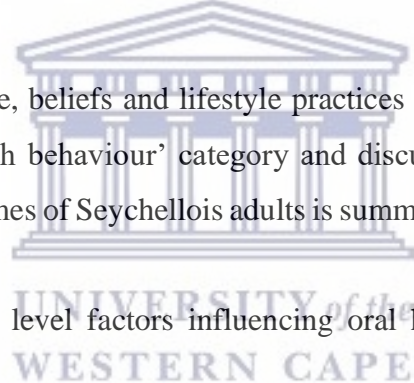 e, beliefs and lifestyle practices
h behaviour’ category and discu
nes of Seychellois adults is summ
level factors influencing oral l
UNIVERSITY of the
WESTERN CAPE